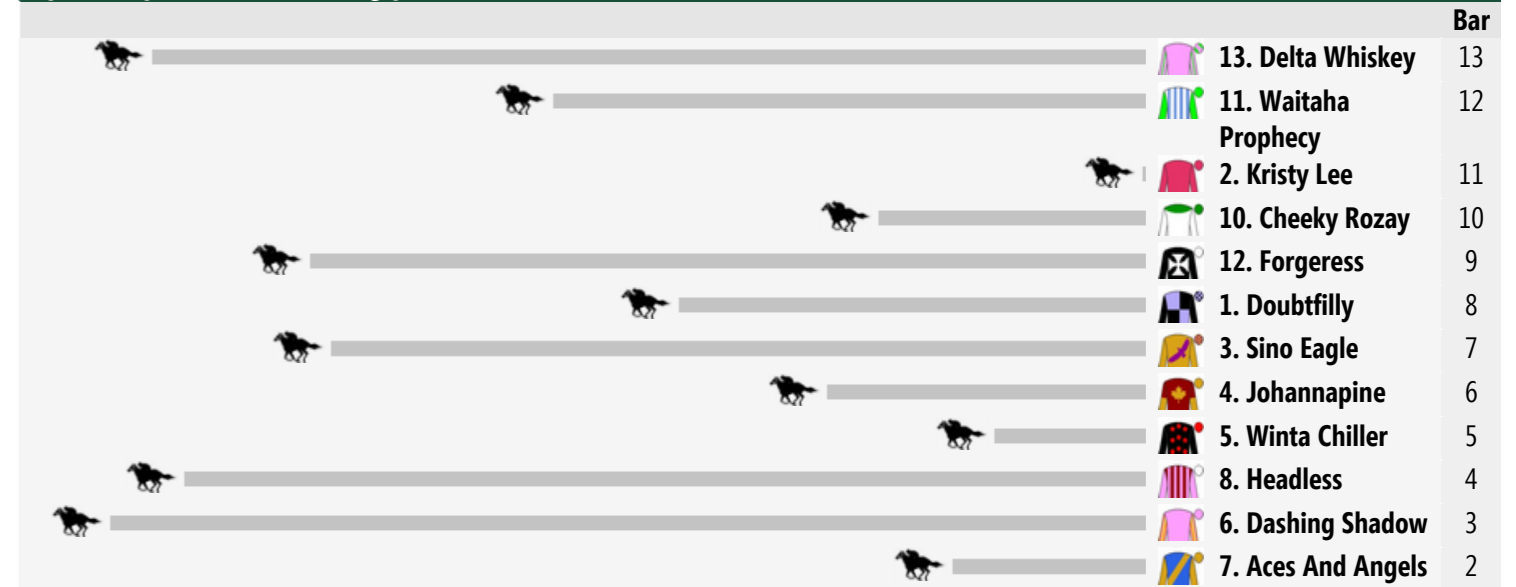 Bar
13. Delta Whiskey 13
11. Waitaha 12
Prophecy
2. Kristy Lee 11
10. Cheeky Rozay 10
12. Forgeress 9
1. Doubtfilly 8
3. Sino Eagle 7
4. Johannapine 6
5. Winta Chiller 5
8. Headless 4
6. Dashing Shadow 3
7. Aces And Angels 2